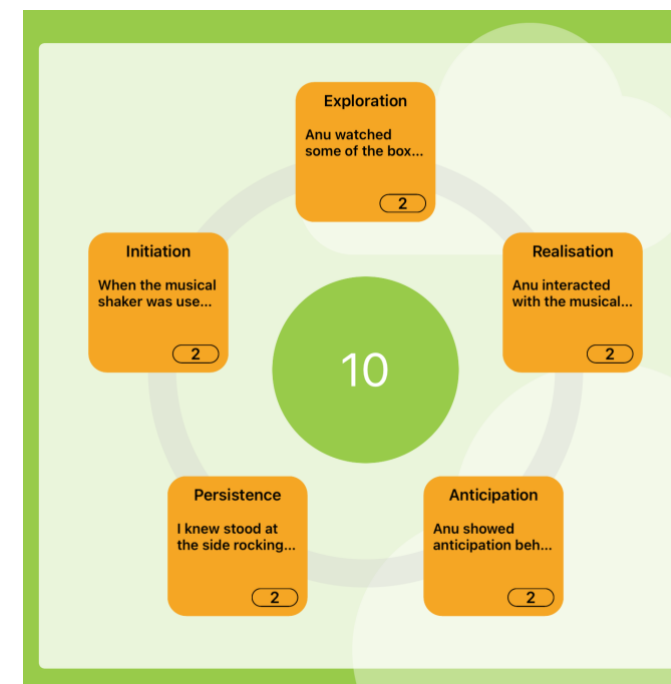 Exploration
Anu watched
some of the box...
2
Initiation
When the musical
shaker was use...
2
Realisation
Anu interacted
with the musical...
2
10
Persistence
I knew stood at
the side rocking...
2
Anticipation
Anu showed
anticipation beh...
2